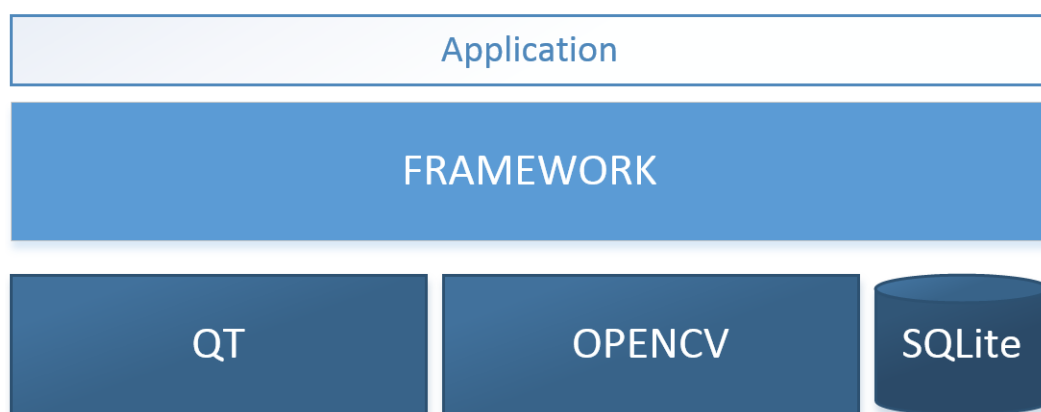 Application
FRAMEWORK
QT
OPENCV
SQLite